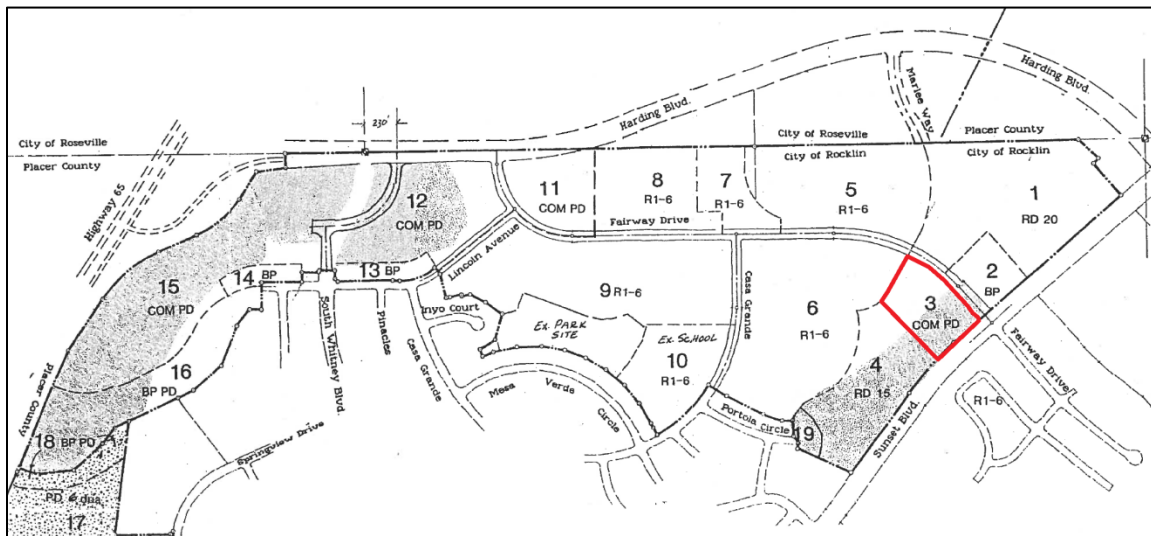 Harding Blvd.
Harding Blvd.
Marlee Way
230'
City of Roseville
Placer County
Highway 65
Harding Blvd.
City of Roseville
City of Rocklin
Placer County
City of Rocklin
12
COM PD
11
COM PD
8
R1-6
7
R1-6
5
R1-6
1
RD 20
Fairway Drive
Lincoln Avenue
15
COM PD
14 BP
13 BP
2
BP
3
COM PD
Inyo Court
9 R1-6
Casa Grande
6
R1-6
South Whitney Blvd.
Pinacles
Casa Grande
Ex. PARK
SITE
Ex. SCHOOL
10
R1-6
4
RD 15
Fairway Drive
R1-6
Sunset Blvd.
16
BP PD
Placer County
Mesa Verde Circle
Portola Circle
19
18 BP PD
Springview Drive
PD 6 dna
17